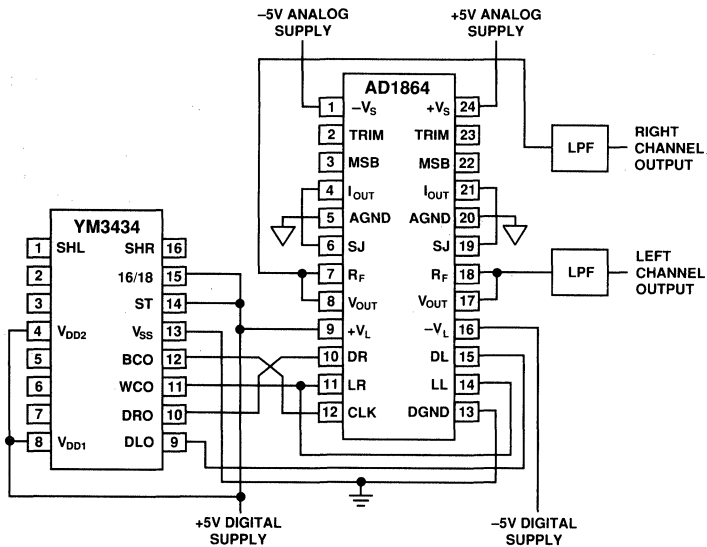 –5V ANALOG
SUPPLY
+5V ANALOG
SUPPLY
AD1864
1 –VS +VS 24
2 TRIM TRIM 23
3 MSB MSB 22
4 IOUT IOUT 21
5 AGND AGND 20
6 SJ SJ 19
7 RF RF 18
8 VOUT VOUT 17
9 +VL –VL 16
10 DR DL 15
11 LR LL 14
12 CLK DGND 13
LPF
RIGHT
CHANNEL
OUTPUT
LPF
LEFT
CHANNEL
OUTPUT
YM3434
1 SHL SHR 16
2 16/18 15
3 ST 14
4 VDD2 VSS 13
5 BCO 12
6 WCO 11
7 DRO 10
8 VDD1 DLO 9
+5V DIGITAL
SUPPLY
–5V DIGITAL
SUPPLY